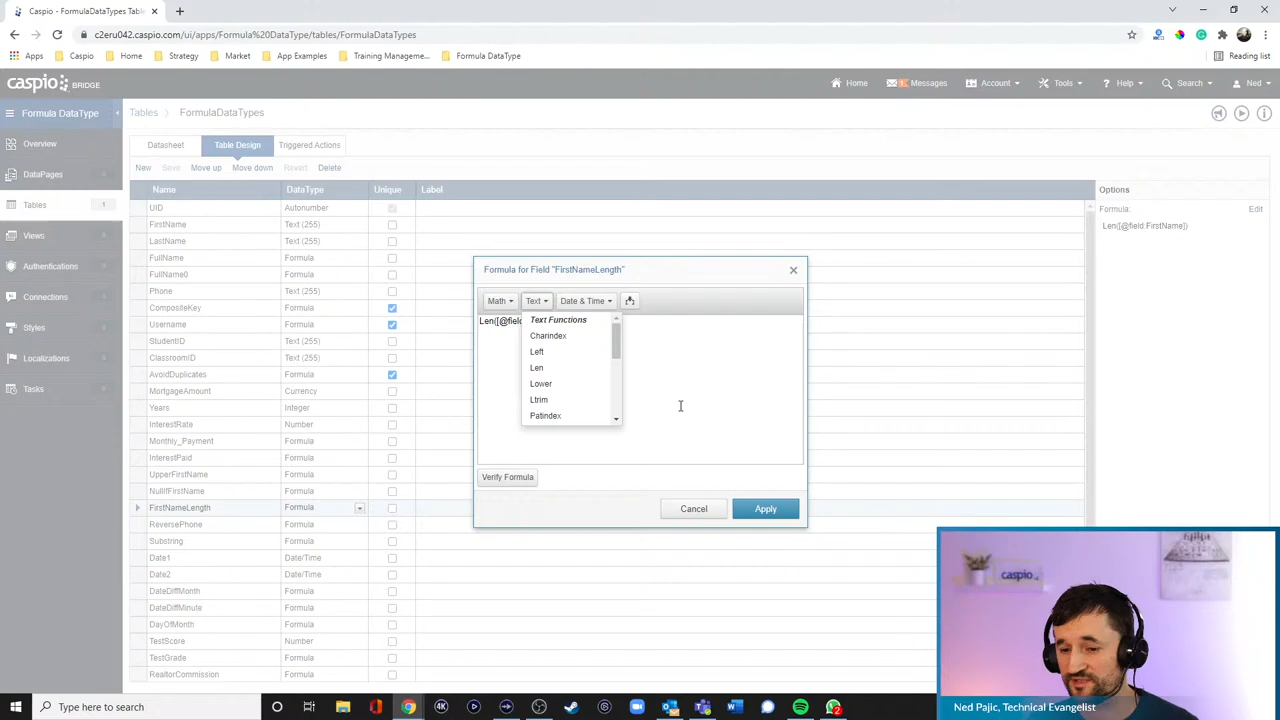 Caspio - FormulaDataTypes Table
c2eru042.caspio.com/ui/apps/Formula%20DataType/tables/FormulaDataTypes
Apps
Caspio
Home
Strategy
Market
App Examples
Training Manageme...
Formula DataType
Reading list
caspio BRIDGE
Home
Messages
Account
Tools
? Help
Search
Ned
Formula DataType
Tables
FormulaDataTypes
Overview
DataPages
Tables 1
Views
Authentications
Connections
Styles
Localizations
Tasks
Datasheet
Table Design
Triggered Actions
New
Save
Move up
Move down
Revert
Delete
Name DataType Unique Label
UID Autonumber
FirstName Text (255)
LastName Text (255)
FullName Formula
FullName0 Formula
Phone Text (255)
CompositeKey Formula
Username Formula
StudentID Text (255)
ClassroomID Text (255)
AvoidDuplicates Formula
MortgageAmount Currency
Years Integer
InterestRate Number
Monthly_Payment Formula
InterestPaid Formula
UpperFirstName Formula
NullIfFirstName Formula
FirstNameLength Formula
ReversePhone Formula
Substring Formula
Date1 Date/Time
Date2 Date/Time
DateDiffMonth Formula
DateDiffMinute Formula
DayOfMonth Formula
TestScore Number
TestGrade Formula
RealtorCommission Formula
Options
Formula: Edit
Len([@field:FirstName])
Formula for Field "FirstNameLength"
Math
Text
Date & Time
Len([@field
Text Functions
Charindex
Left
Len
Lower
Ltrim
Patindex
Verify Formula
Cancel
Apply
caspio
Ned Pajic, Technical Evangelist
Type here to search
4K
2